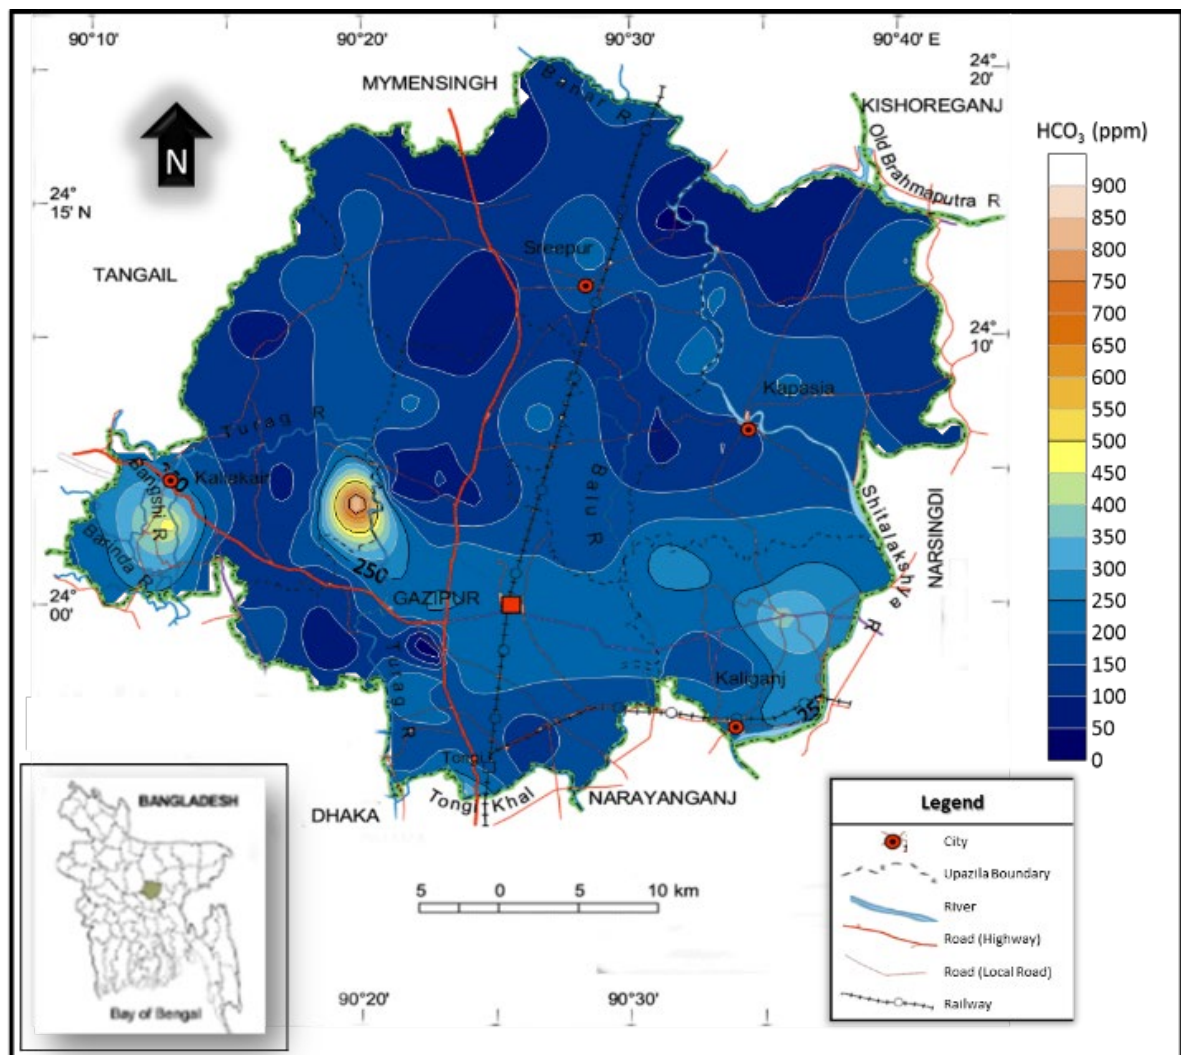 90°10'
90°20'
90°30'
90°40' E
24°
20'
MYMENSINGH
KISHOREGANJ
Banar R
Old Brahmaputra R
HCO3 (ppm)
N
24°
15' N
TANGAIL
Sreepur
24°
10'
Kapasia
Turag R
Kaliakair
Bangshi R
Barinda R
Balu R
Shitalakshya R
NARSINGDI
250
24°
00'
GAZIPUR
Turag R
Kaliganj
25
Tongi
Tongi Khal
DHAKA
NARAYANGANJ
900
850
800
750
700
650
600
550
500
450
400
350
300
250
200
150
100
50
0
5
0
5
10 km
90°20'
90°30'
BANGLADESH
Bay of Bengal
Legend
City
Upazila Boundary
River
Road (Highway)
Road (Local Road)
Railway